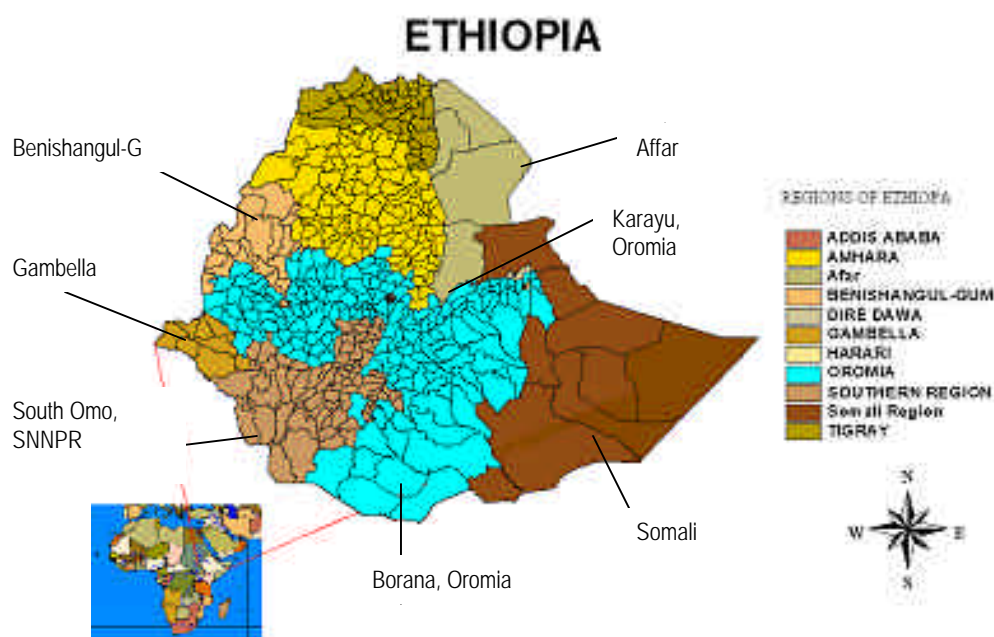 ETHIOPIA
Benishangul-G
Affar
Karayu,
Oromia
Gambella
South Omo,
SNNPR
Somali
Borana, Oromia
REGIONS OF ETHIOPA
ADDIS ABABA
AMHARA
Afar
BENISHANGUL-GUM
DIRE DAWA
GAMBELLA
HARARI
OROMIA
SOUTHERN REGION
Somali Region
TIGRAY
N
W E
S